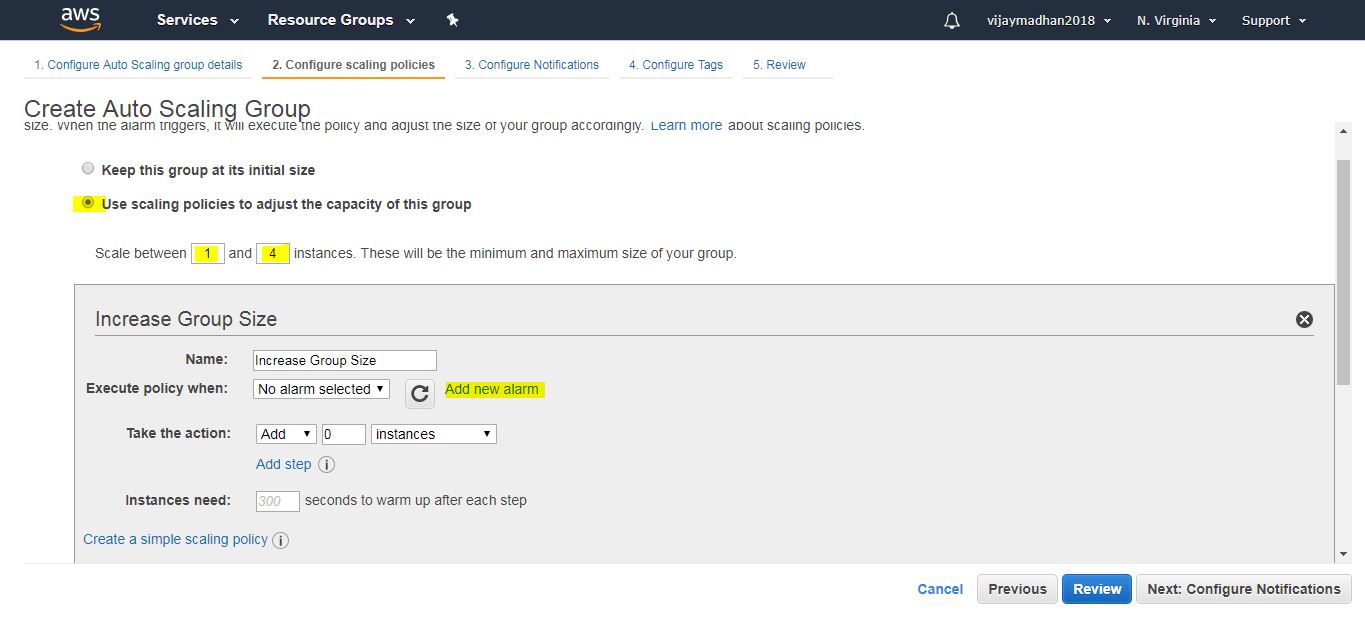 aws Services Resource Groups vijaymadhan2018 N. Virginia Support
1. Configure Auto Scaling group details 2. Configure scaling policies 3. Configure Notifications 4. Configure Tags 5. Review
Create Auto Scaling Group
size. When the alarm triggers, it will execute the policy and adjust the size of your group accordingly. Learn more about scaling policies.
Keep this group at its initial size
Use scaling policies to adjust the capacity of this group
Scale between 1 and 4 instances. These will be the minimum and maximum size of your group.
Increase Group Size
Name: Increase Group Size
Execute policy when: No alarm selected Add new alarm
Take the action: Add 0 instances
Add step i
Instances need: 300 seconds to warm up after each step
Create a simple scaling policy i
Cancel Previous Review Next: Configure Notifications